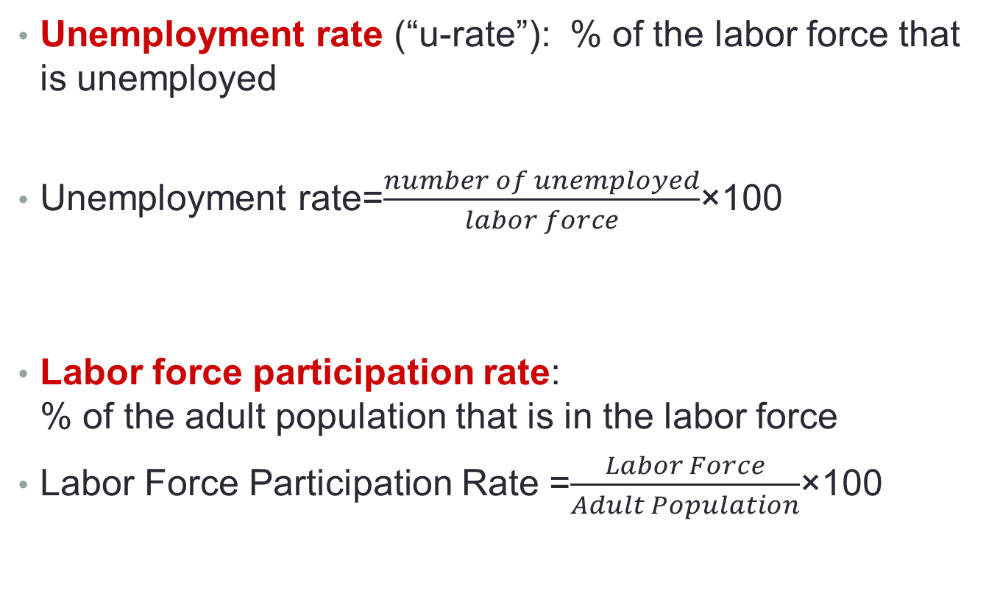 • Unemployment rate (“u-rate”):  % of the labor force that
is unemployed
• Unemployment rate=\frac{number of unemployed}{labor force}×100
• Labor force participation rate:
% of the adult population that is in the labor force
• Labor Force Participation Rate =\frac{Labor Force}{Adult Population}×100